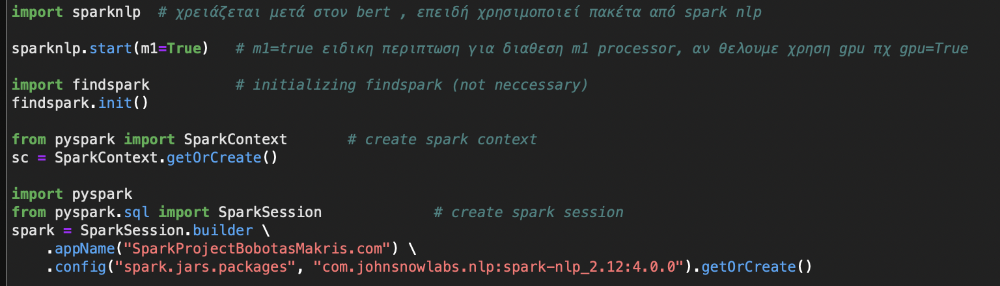 import sparknlp  # χρειάζεται μετά στον bert , επειδή χρησιμοποιεί πακέτα από spark nlp
sparknlp.start(m1=True)   # m1=true ειδικη περιπτωση για διαθεση m1 processor, αν θελουμε χρηση gpu πχ gpu=True
import findspark          # initializing findspark (not neccessary)
findspark.init()
from pyspark import SparkContext       # create spark context
sc = SparkContext.getOrCreate()
import pyspark
from pyspark.sql import SparkSession             # create spark session
spark = SparkSession.builder \
    .appName("SparkProjectBobotasMakris.com") \
    .config("spark.jars.packages", "com.johnsnowlabs.nlp:spark-nlp_2.12:4.0.0").getOrCreate()